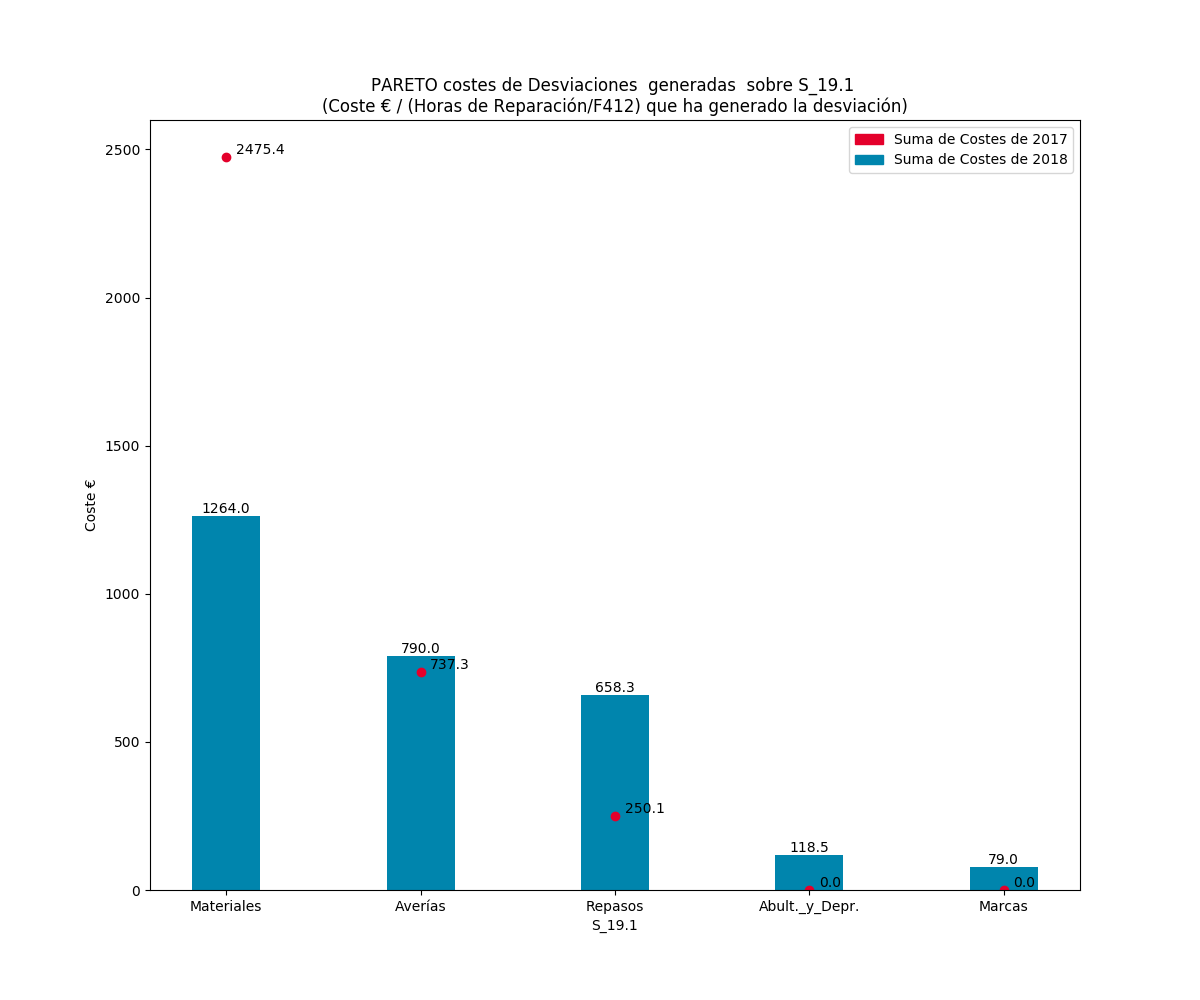 PARETO costes de Desviaciones  generadas  sobre S_19.1
(Coste € / (Horas de Reparación/F412) que ha generado la desviación)
Suma de Costes de 2017
Suma de Costes de 2018
2500
2000
1500
1000
500
0
Coste €
2475.4
1264.0
790.0
737.3
658.3
250.1
118.5
0.0
79.0
0.0
Materiales
Averías
Repasos
Abult._y_Depr.
Marcas
S_19.1